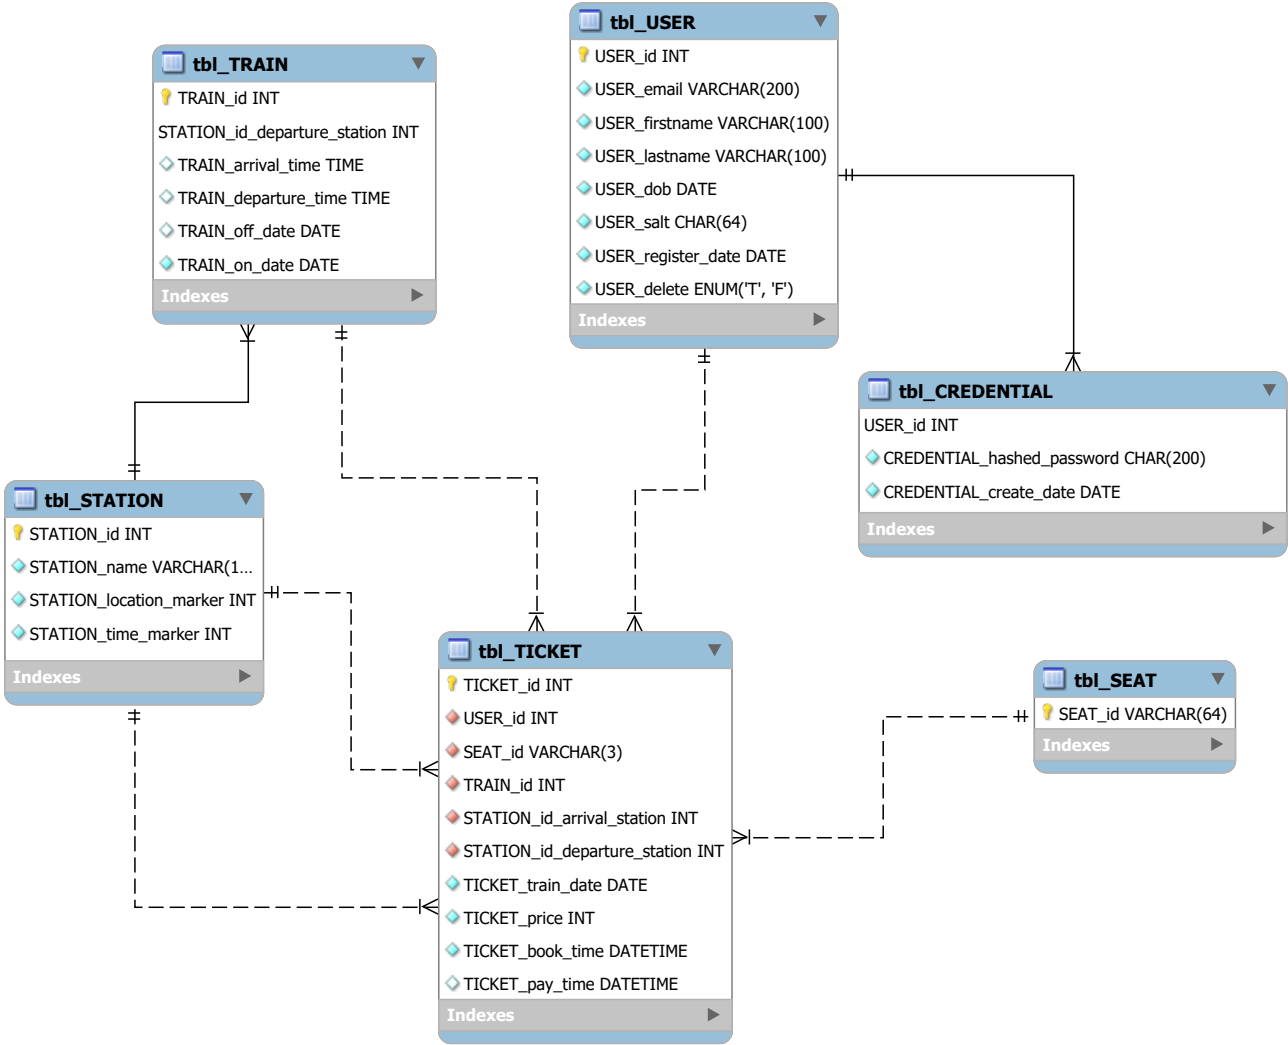 tbl_USER
USER_id INT
USER_email VARCHAR(200)
USER_firstname VARCHAR(100)
USER_lastname VARCHAR(100)
USER_dob DATE
USER_salt CHAR(64)
USER_register_date DATE
USER_delete ENUM('T', 'F')
Indexes
tbl_TRAIN
TRAIN_id INT
STATION_id_departure_station INT
TRAIN_arrival_time TIME
TRAIN_departure_time TIME
TRAIN_off_date DATE
TRAIN_on_date DATE
Indexes
tbl_CREDENTIAL
USER_id INT
CREDENTIAL_hashed_password CHAR(200)
CREDENTIAL_create_date DATE
Indexes
tbl_STATION
STATION_id INT
STATION_name VARCHAR(1...
STATION_location_marker INT
STATION_time_marker INT
Indexes
tbl_TICKET
TICKET_id INT
USER_id INT
SEAT_id VARCHAR(3)
TRAIN_id INT
STATION_id_arrival_station INT
STATION_id_departure_station INT
TICKET_train_date DATE
TICKET_price INT
TICKET_book_time DATETIME
TICKET_pay_time DATETIME
Indexes
tbl_SEAT
SEAT_id VARCHAR(64)
Indexes